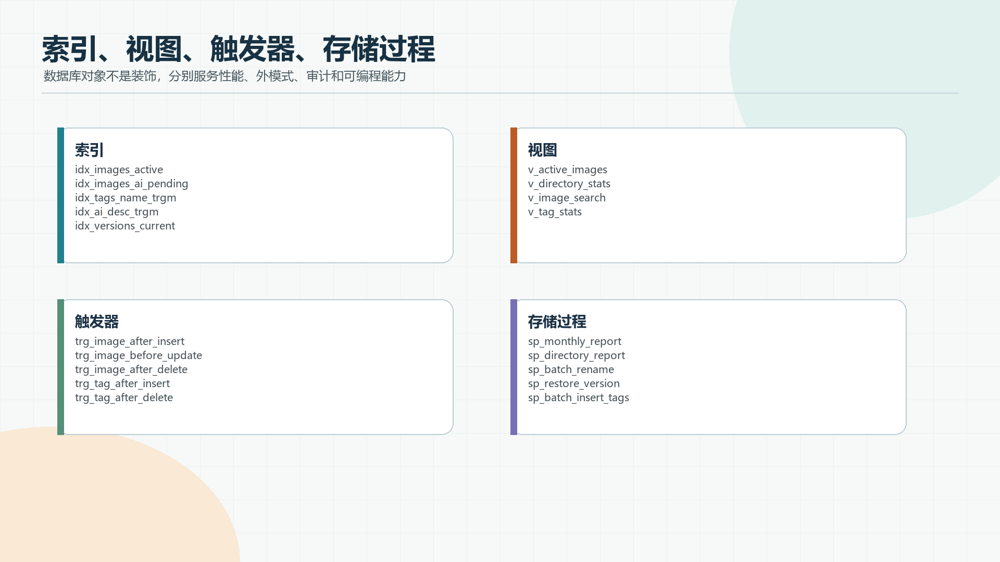 索引、视图、触发器、存储过程
数据库对象不是装饰，分别服务性能、外模式、审计和可编程能力
索引
idx_images_active
idx_images_ai_pending
idx_tags_name_trgm
idx_ai_desc_trgm
idx_versions_current
视图
v_active_images
v_directory_stats
v_image_search
v_tag_stats
触发器
trg_image_after_insert
trg_image_before_update
trg_image_after_delete
trg_tag_after_insert
trg_tag_after_delete
存储过程
sp_monthly_report
sp_directory_report
sp_batch_rename
sp_restore_version
sp_batch_insert_tags